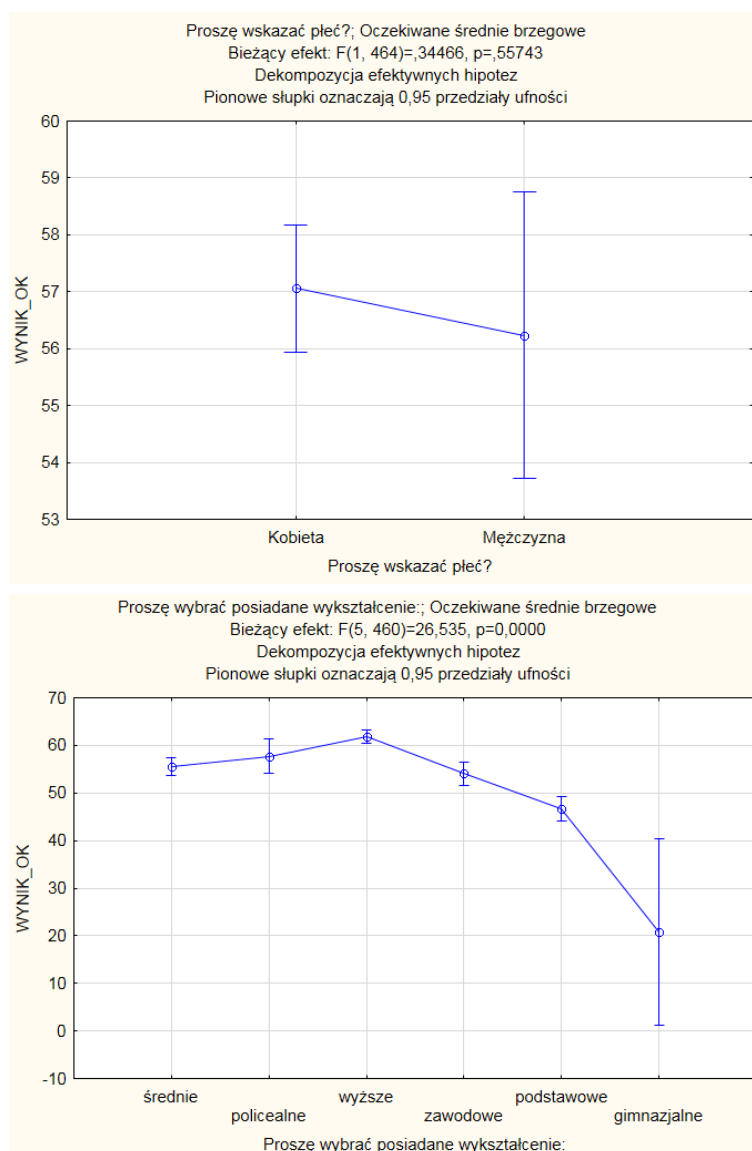 Proszę wskazać płeć?; Oczekiwane średnie brzegowe
Bieżący efekt: F(1, 464)=,34466, p=,55743
Dekompozycja efektywnych hipotez
Pionowe słupki oznaczają 0,95 przedziały ufności
60
59
58
57
56
55
54
53
WYNIK_OK
Kobieta
Mężczyzna
Proszę wskazać płeć?
Proszę wybrać posiadane wykształcenie:; Oczekiwane średnie brzegowe
Bieżący efekt: F(5, 460)=26,535, p=0,0000
Dekompozycja efektywnych hipotez
Pionowe słupki oznaczają 0,95 przedziały ufności
70
60
50
40
30
20
10
0
-10
WYNIK_OK
średnie
policealne
wyższe
zawodowe
podstawowe
gimnazjalne
Proszę wybrać posiadane wykształcenie: